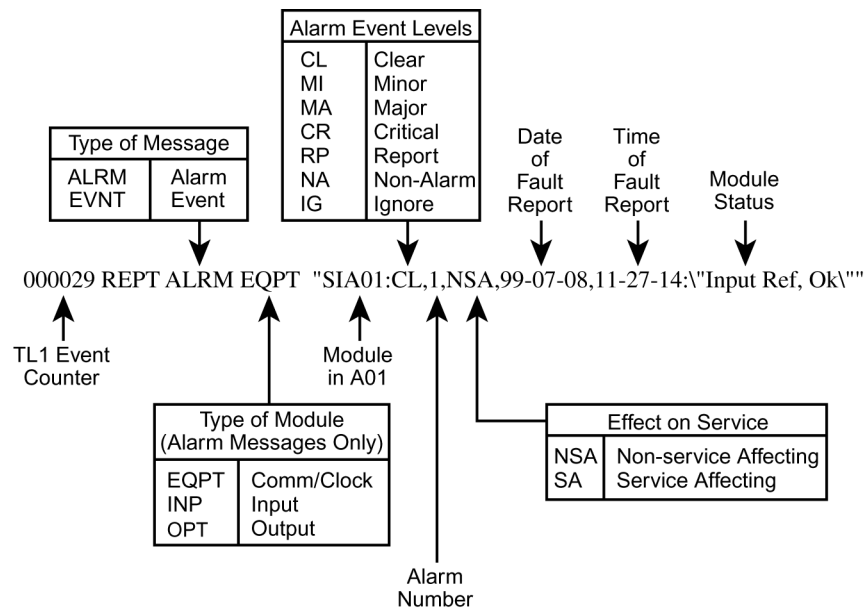 Alarm Event Levels
CL Clear
MI Minor
MA Major
CR Critical
RP Report
NA Non-Alarm
IG Ignore
Type of Message
ALRM Alarm
EVNT Event
Date
of
Fault
Report
Time
of
Fault
Report
Module
Status
000029 REPT ALRM EQPT "SIA01:CL,1,NSA,99-07-08,11-27-14:\"Input Ref, Ok\""
TL1 Event
Counter
Module
in A01
Type of Module
(Alarm Messages Only)
EQPT Comm/Clock
INP Input
OPT Output
Effect on Service
NSA Non-service Affecting
SA Service Affecting
Alarm
Number